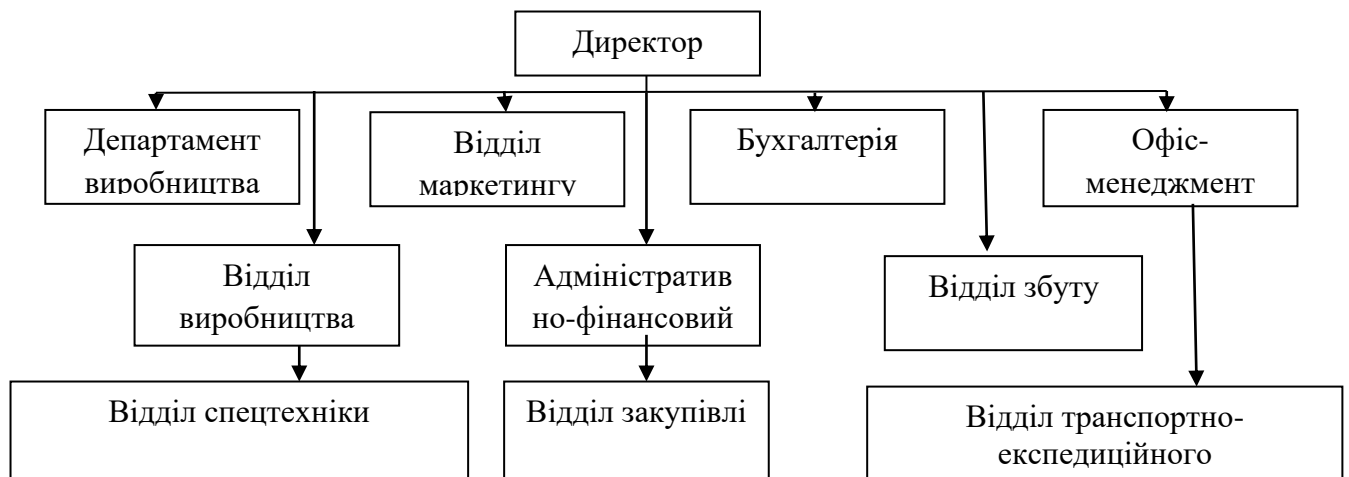 Директор
Департамент
виробництва
Відділ
маркетингу
Бухгалтерія
Офіс-
менеджмент
Відділ
виробництва
Адміністратив
но-фінансовий
Відділ збуту
Відділ спецтехніки
Відділ закупівлі
Відділ транспортно-
експедиційного